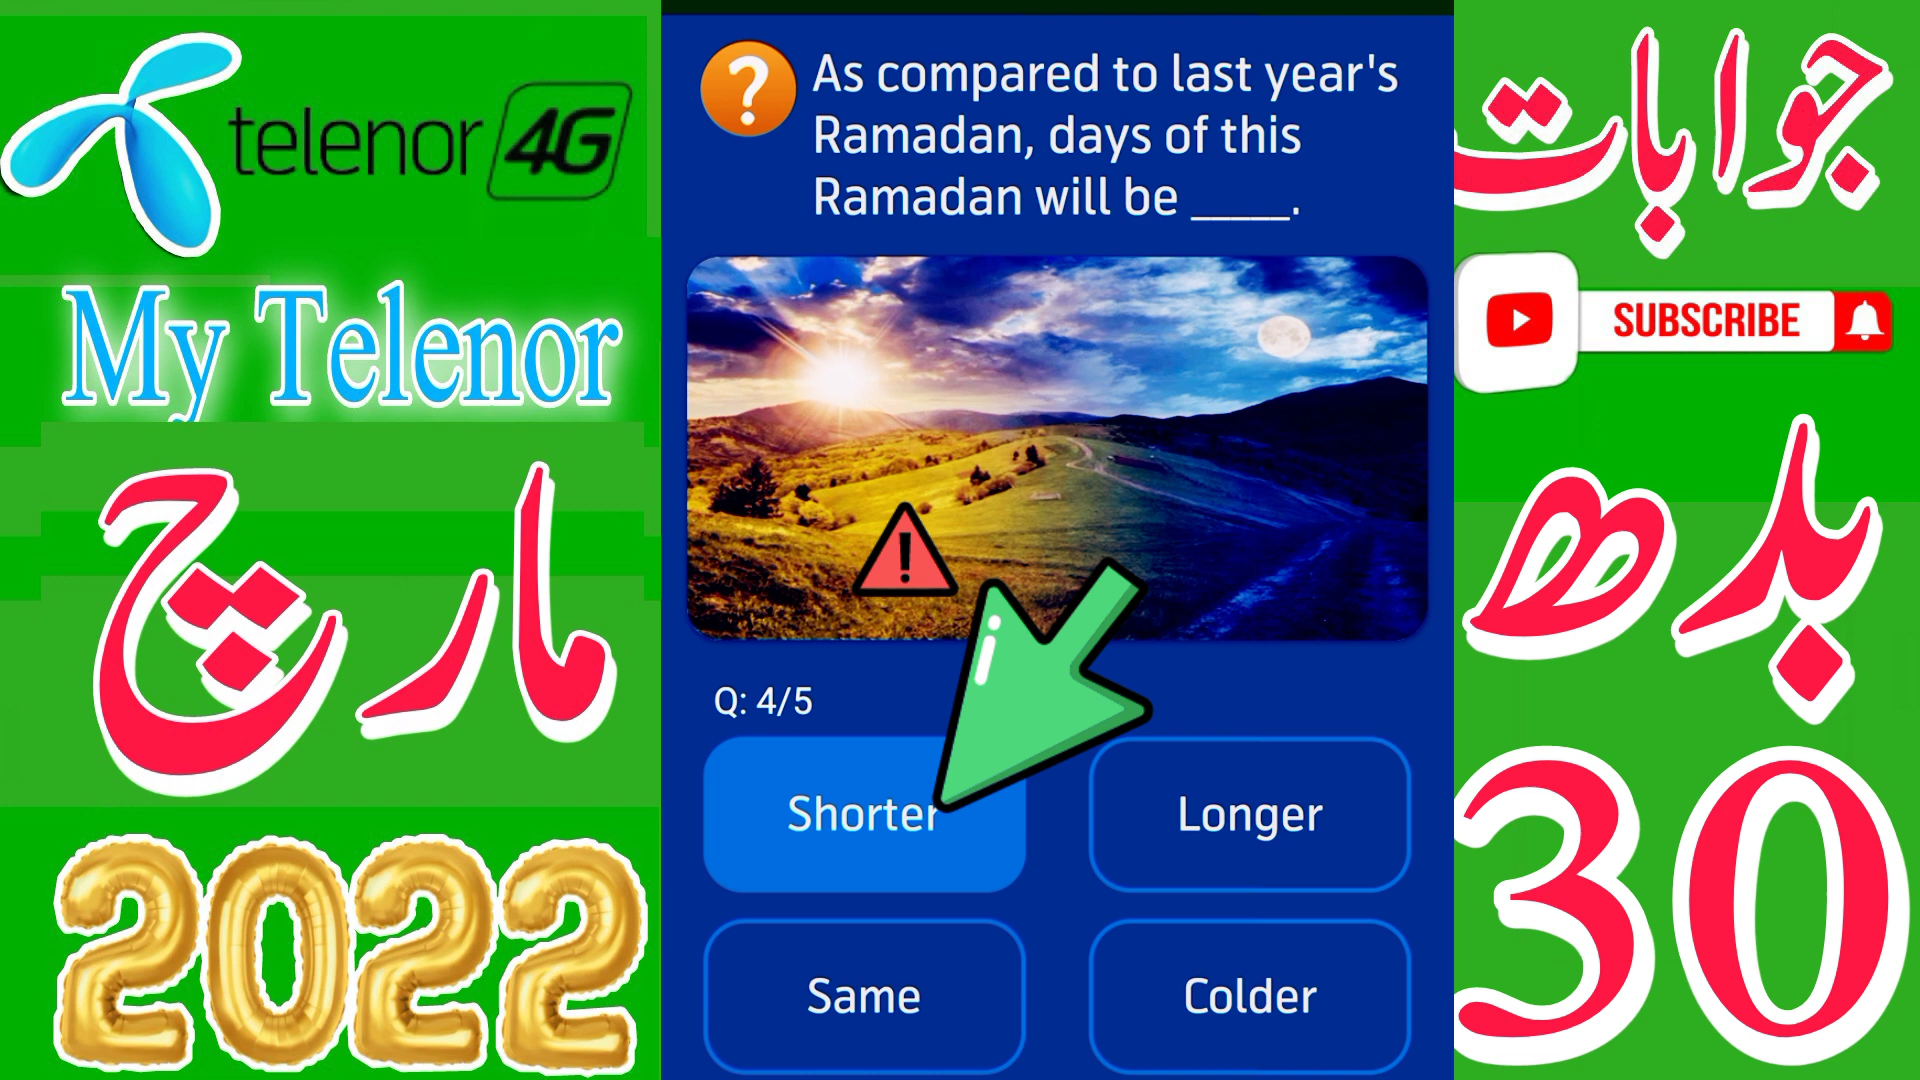 telenor 4G
My Telenor
مارچ
2022
?
As compared to last year's
Ramadan, days of this
Ramadan will be _____.
!
Q: 4/5
Shorter
Longer
Same
Colder
جوابات
SUBSCRIBE
بدھ
30